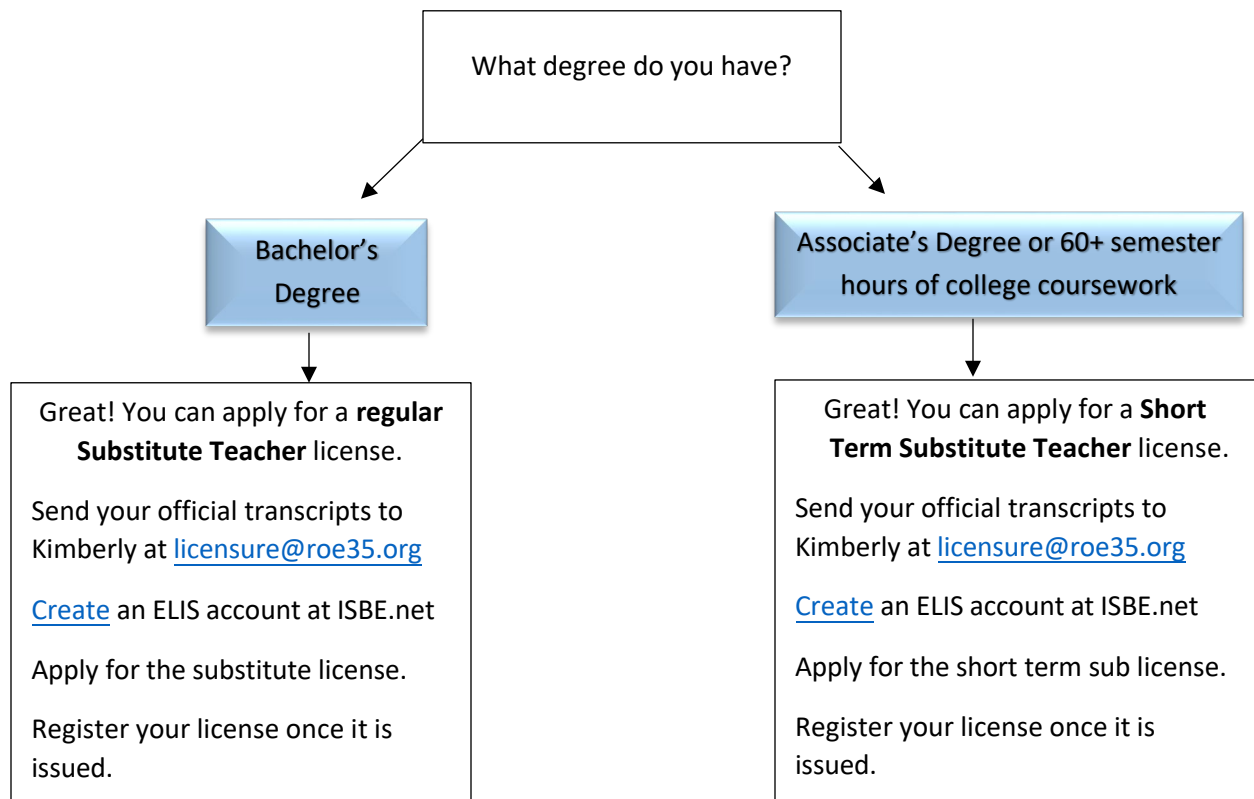 What degree do you have?
Bachelor’s
Degree
Great! You can apply for a regular
Substitute Teacher license.
Send your official transcripts to
Kimberly at licensure@roe35.org
Create an ELIS account at ISBE.net
Apply for the substitute license.
Register your license once it is
issued.
Associate’s Degree or 60+ semester
hours of college coursework
Great! You can apply for a Short
Term Substitute Teacher license.
Send your official transcripts to
Kimberly at licensure@roe35.org
Create an ELIS account at ISBE.net
Apply for the short term sub license.
Register your license once it is
issued.